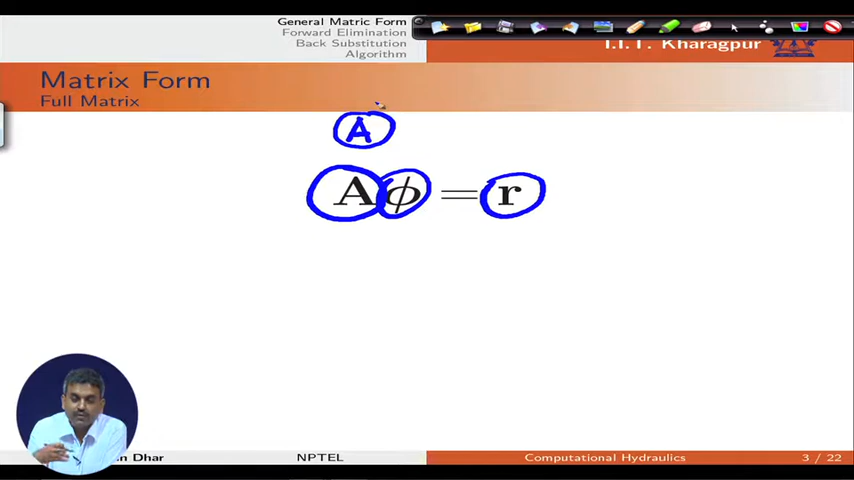 General Matric Form
Forward Elimination
Back Substitution
Algorithm
I.I.T. Kharagpur
Matrix Form
Full Matrix
A
Aϕ = r
Dhar
NPTEL
Computational Hydraulics
3 / 22